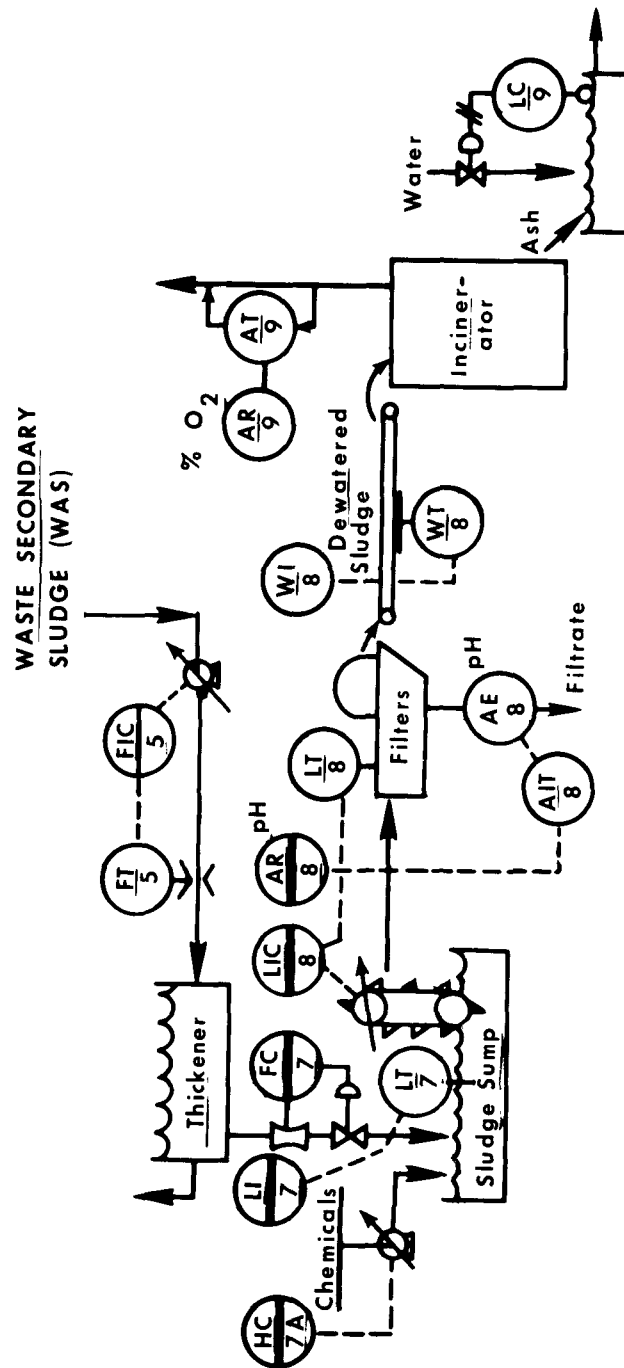 WASTE SECONDARY
SLUDGE (WAS)
FT
5
FIC
5
Thickener
% O2
AR
9
AT
9
HC
7A
LI
7
FC
7
Chemicals
LT
7
Sludge Sump
LIC
8
AR
8
pH
LT
8
Filters
WI
8
Dewatered
Sludge
WT
8
AIT
8
AE
8
pH
Filtrate
Inciner-
ator
Ash
Water
LC
9